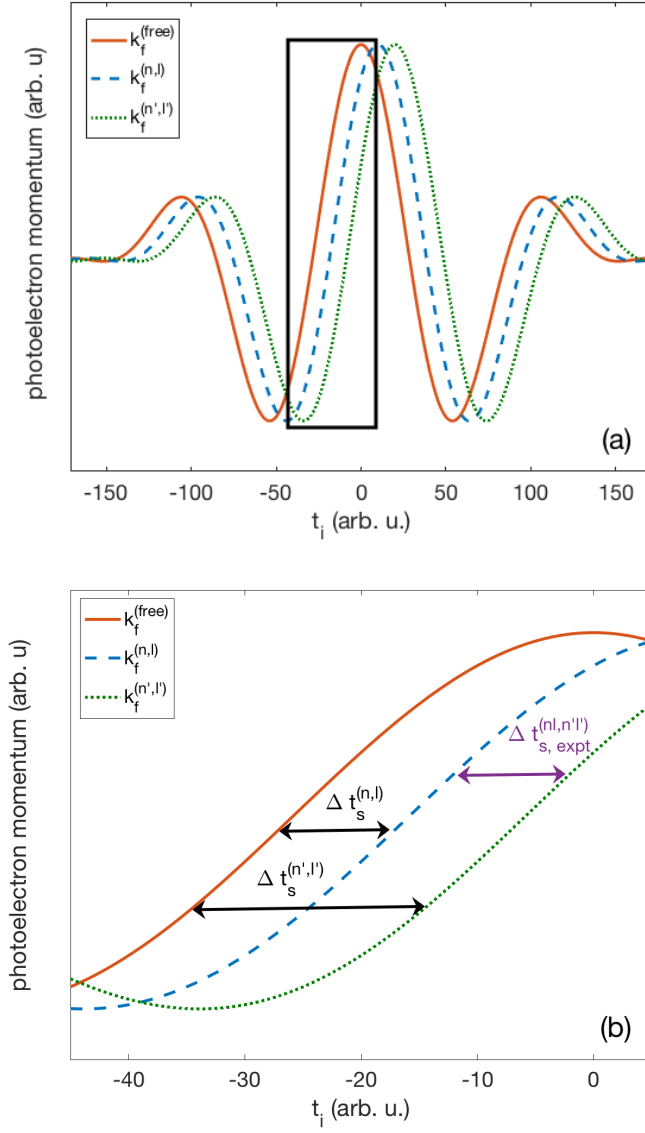 k_f^(free)
k_f^(n,l)
k_f^(n',l')
photoelectron momentum (arb. u)
(a)
-150 -100 -50 0 50 100 150
t_i (arb. u.)
k_f^(free)
k_f^(n,l)
k_f^(n',l')
photoelectron momentum (arb. u)
Δ t_s, expt^(nl,n'l')
Δ t_s^(n,l)
Δ t_s^(n',l')
(b)
-40 -30 -20 -10 0
t_i (arb. u.)